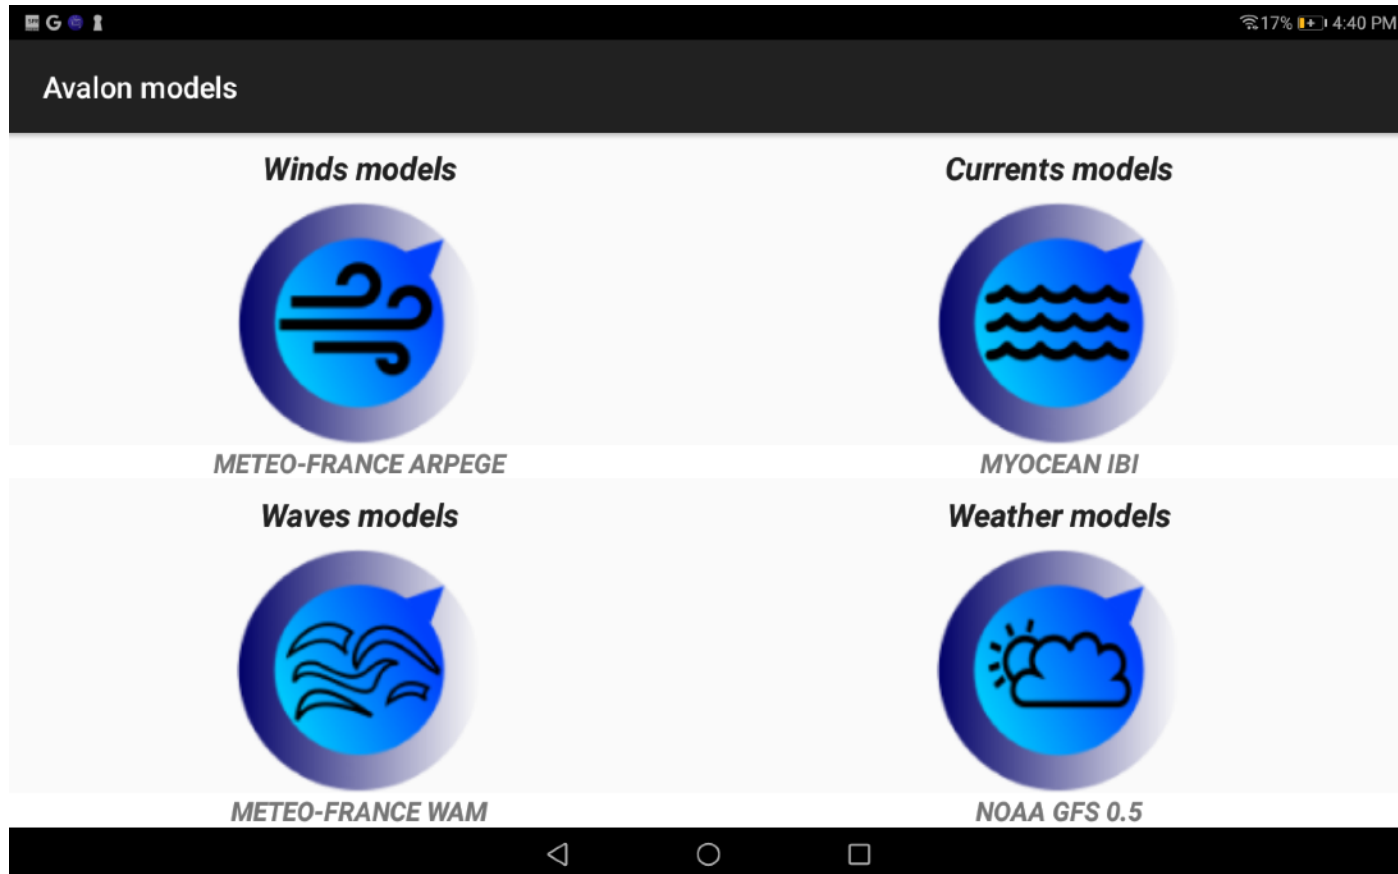 G 17% 4:40 PM
Avalon models
Winds models
Currents models
METEO-FRANCE ARPEGE
MYOCEAN IBI
Waves models
Weather models
METEO-FRANCE WAM
NOAA GFS 0.5